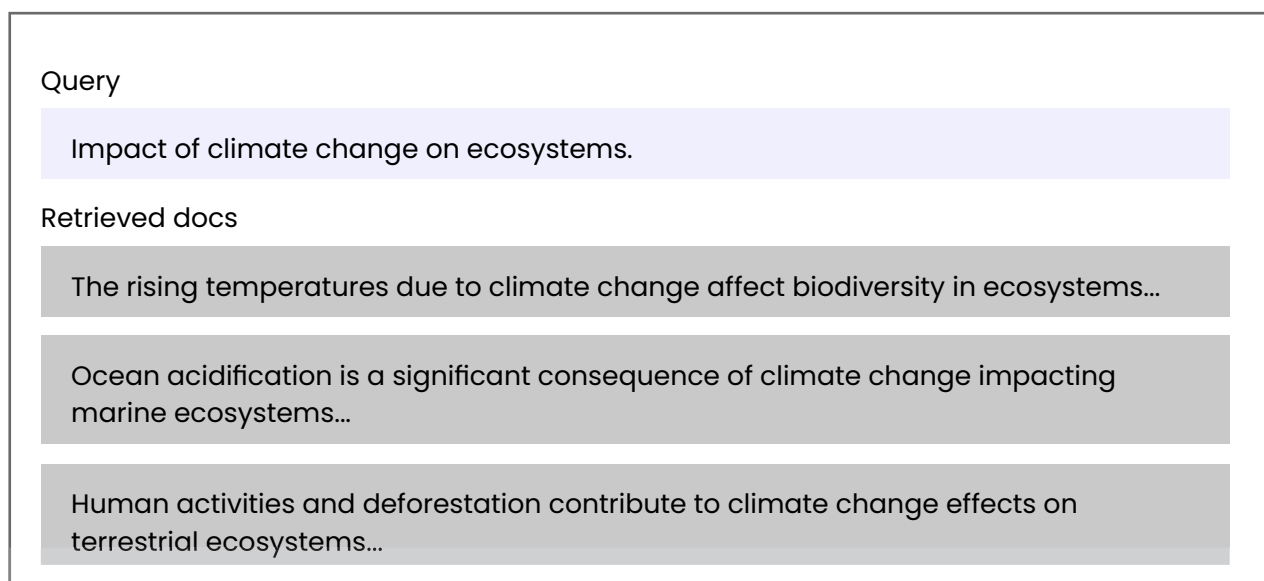 Query
Impact of climate change on ecosystems.
Retrieved docs
The rising temperatures due to climate change affect biodiversity in ecosystems...
Ocean acidification is a significant consequence of climate change impacting
marine ecosystems...
Human activities and deforestation contribute to climate change effects on
terrestrial ecosystems...